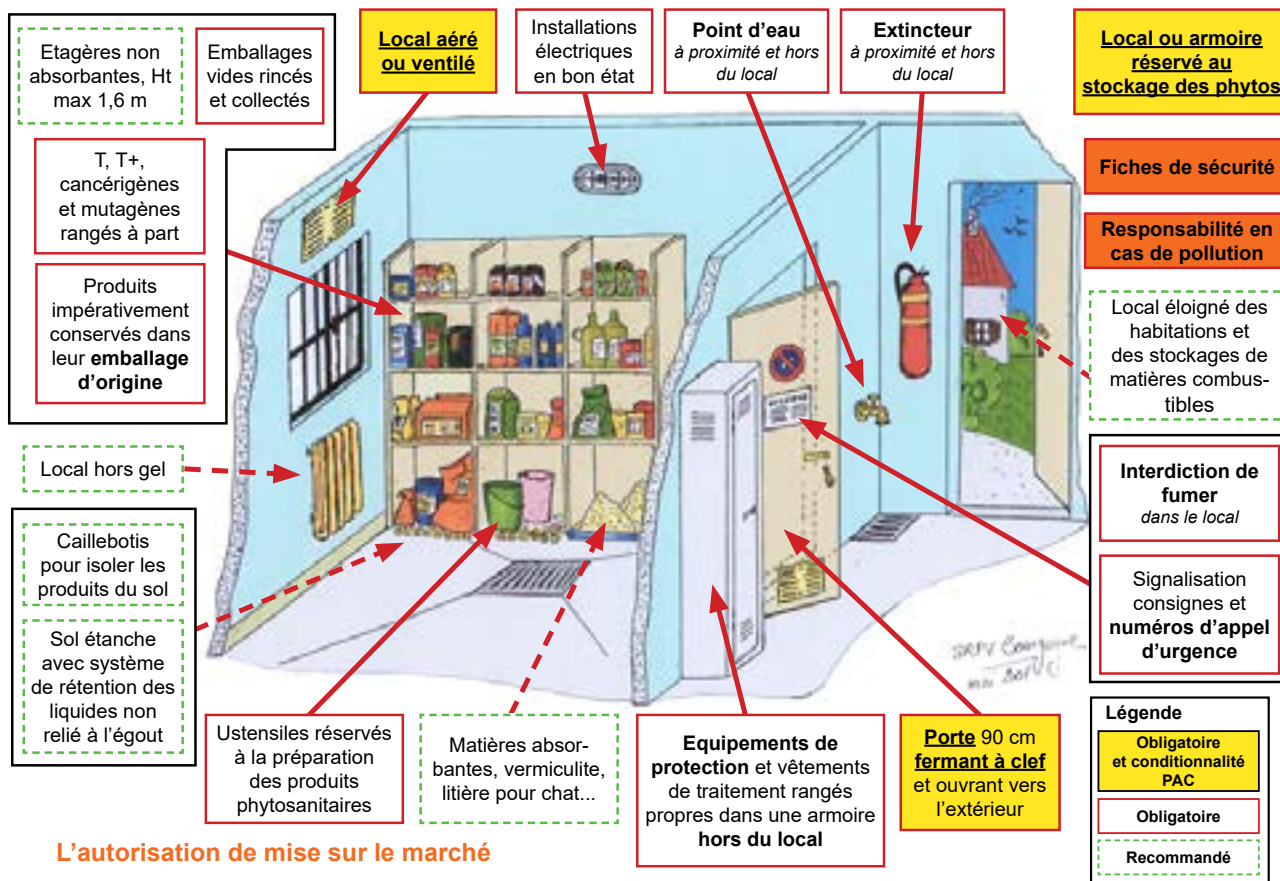 Etagères non
absorbantes, Ht
max 1,6 m
Emballages
vides rincés
et collectés
Local aéré
ou ventilé
Installations
électriques
en bon état
Point d’eau
à proximité et hors
du local
Extincteur
à proximité et hors
du local
Local ou armoire
réservé au
stockage des phytos
T, T+,
cancérigènes
et mutagènes
rangés à part
Fiches de sécurité
Responsabilité en
cas de pollution
Produits
impérativement
conservés dans
leur emballage
d’origine
Local éloigné des
habitations et
des stockages de
matières combus-
tibles
Local hors gel
Interdiction de
fumer
dans le local
Caillebotis
pour isoler les
produits du sol
Signalisation
consignes et
numéros d’appel
d’urgence
Sol étanche
avec système
de rétention des
liquides non
relié à l’égout
Ustensiles réservés
à la préparation
des produits
phytosanitaires
Matières absor-
bantes, vermiculite,
litière pour chat...
Equipements de
protection et vêtements
de traitement rangés
propres dans une armoire
hors du local
Porte 90 cm
fermant à clef
et ouvrant vers
l’extérieur
Légende
Obligatoire
et conditionnalité
PAC
Obligatoire
Recommandé
L’autorisation de mise sur le marché